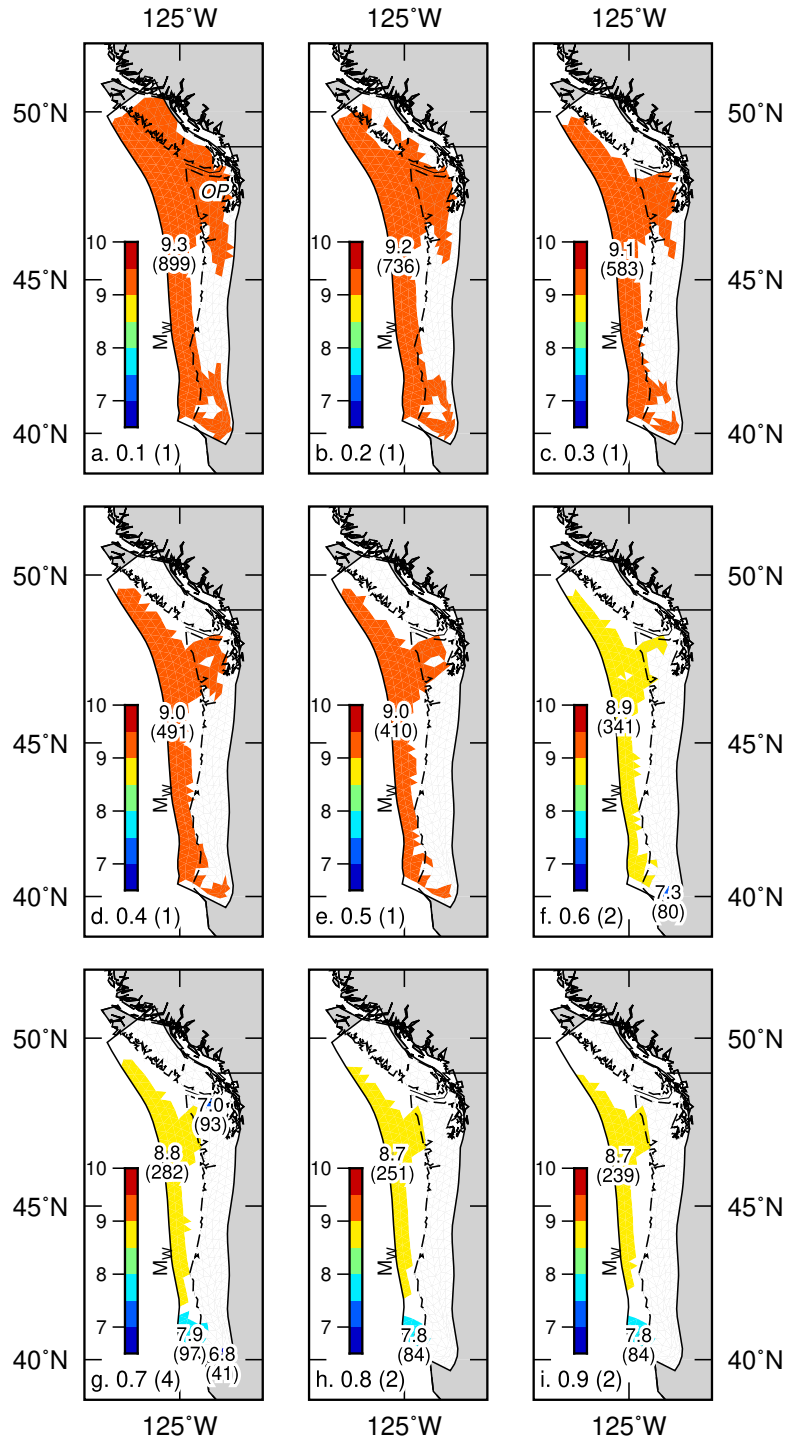 125°W 125°W
50°N 50°N
OP
10 9.3 10 9.2 10 9.1
(899) (736) (583)
45°N 45°N
9 9 9
8 Mw 8 Mw 8 Mw
7 7 7
40°N 40°N
a. 0.1 (1) b. 0.2 (1) c. 0.3 (1)
50°N 50°N
10 9.0 10 9.0 10 8.9
(491) (410) (341)
45°N 45°N
9 9 9
8 Mw 8 Mw 8 Mw
7 7 7
40°N 7.3 40°N
d. 0.4 (1) e. 0.5 (1) f. 0.6 (2) (80)
50°N 50°N
7.0
(93)
8.8 8.7 8.7
10 (282) 10 (251) 10 (239)
45°N 45°N
9 9 9
8 Mw 8 Mw 8 Mw
7 7.9 7 7.8 7 7.8
40°N (97) 6.8 (84) (84) 40°N
g. 0.7 (4) (41) h. 0.8 (2) i. 0.9 (2)
125°W 125°W